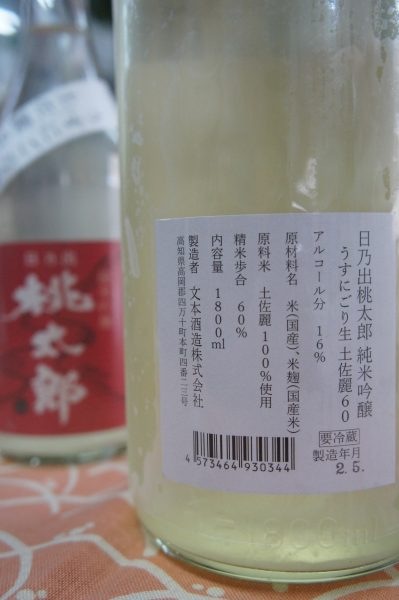 日乃出桃太郎 純米吟醸
うすにごり生 土佐麗60
アルコール分 16%
原材料名 米(国産)、米麹(国産米)
原料米 土佐麗100%使用
精米歩合 60%
内容量 1800ml
製造者 文本酒造株式会社
高知県高岡郡四万十町本町四番二三号
要冷蔵
製造年月
2.5.
4 573464 930344
1800ml
桃太郎